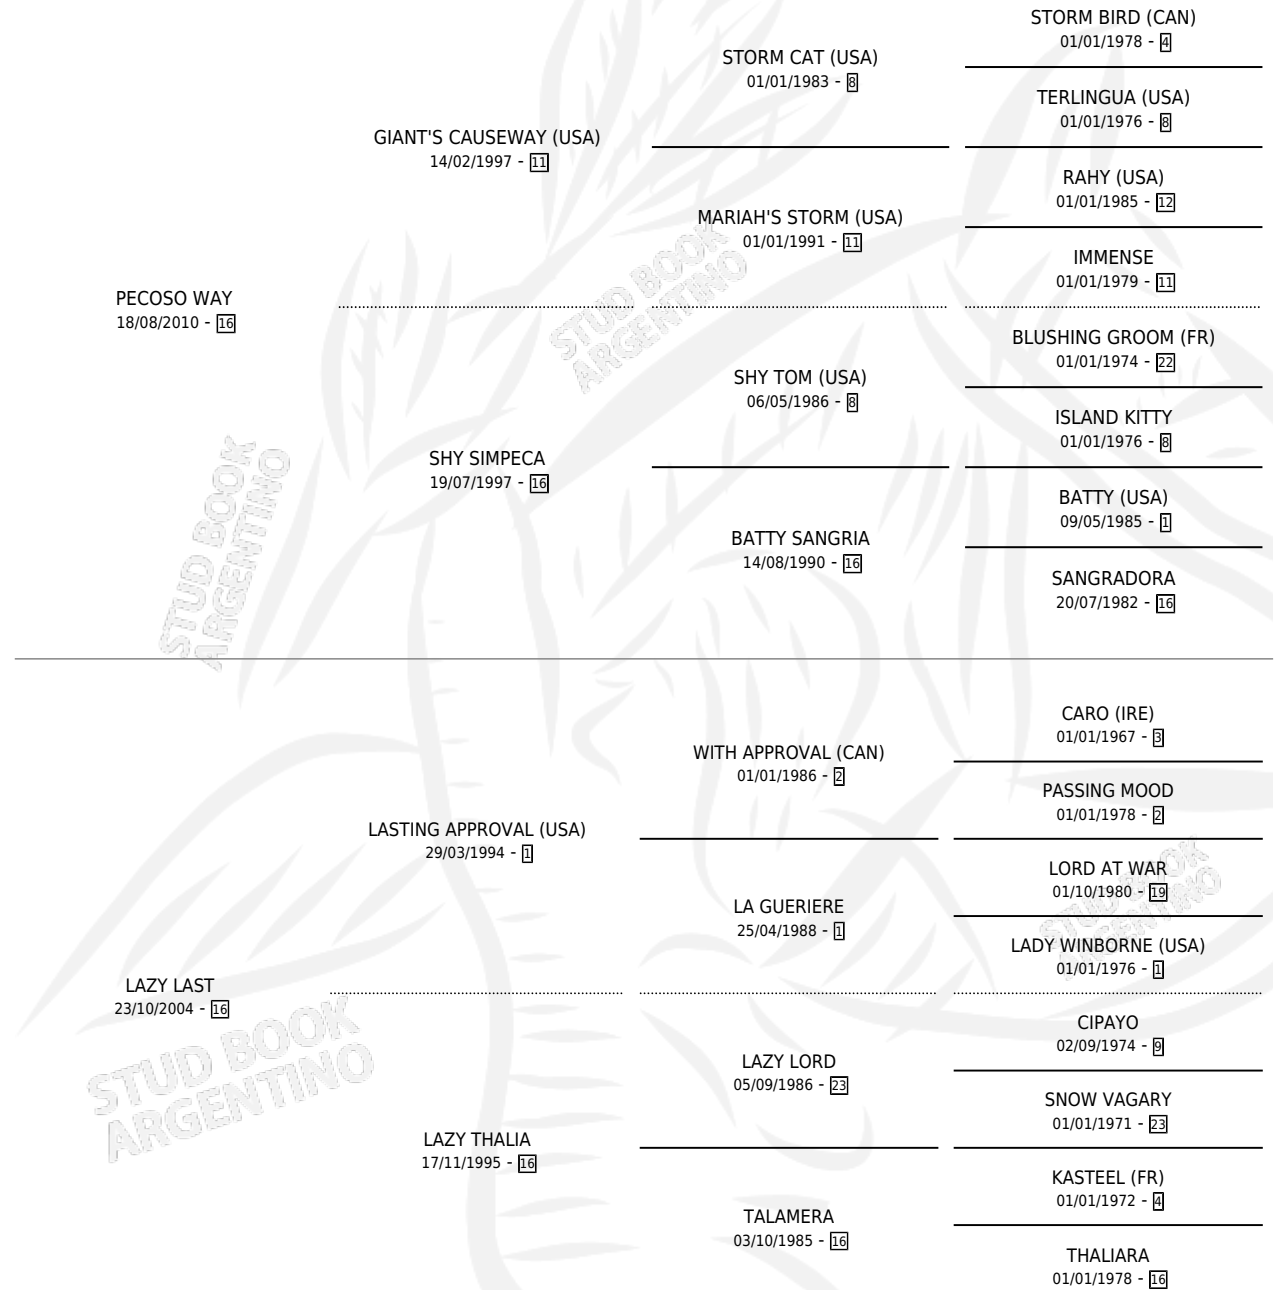 STORM BIRD (CAN)
01/01/1978 - 4
STORM CAT (USA)
01/01/1983 - 8
TERLINGUA (USA)
01/01/1976 - 8
GIANT'S CAUSEWAY (USA)
14/02/1997 - 11
RAHY (USA)
01/01/1985 - 12
MARIAH'S STORM (USA)
01/01/1991 - 11
IMMENSE
01/01/1979 - 11
PECOSO WAY
18/08/2010 - 16
BLUSHING GROOM (FR)
01/01/1974 - 22
SHY TOM (USA)
06/05/1986 - 8
ISLAND KITTY
01/01/1976 - 8
SHY SIMPECA
19/07/1997 - 16
BATTY (USA)
09/05/1985 - 1
BATTY SANGRIA
14/08/1990 - 16
SANGRADORA
20/07/1982 - 16
CARO (IRE)
01/01/1967 - 3
WITH APPROVAL (CAN)
01/01/1986 - 2
PASSING MOOD
01/01/1978 - 2
LASTING APPROVAL (USA)
29/03/1994 - 1
LORD AT WAR
01/10/1980 - 19
LA GUERIERE
25/04/1988 - 1
LADY WINBORNE (USA)
01/01/1976 - 1
LAZY LAST
23/10/2004 - 16
CIPAYO
02/09/1974 - 9
LAZY LORD
05/09/1986 - 23
SNOW VAGARY
01/01/1971 - 23
LAZY THALIA
17/11/1995 - 16
KASTEEL (FR)
01/01/1972 - 4
TALAMERA
03/10/1985 - 16
THALIARA
01/01/1978 - 16
STUD BOOK
ARGENTINO
STUD BOOK
ARGENTINO
STUD BOOK
ARGENTINO
STUD BOOK
ARGENTINO